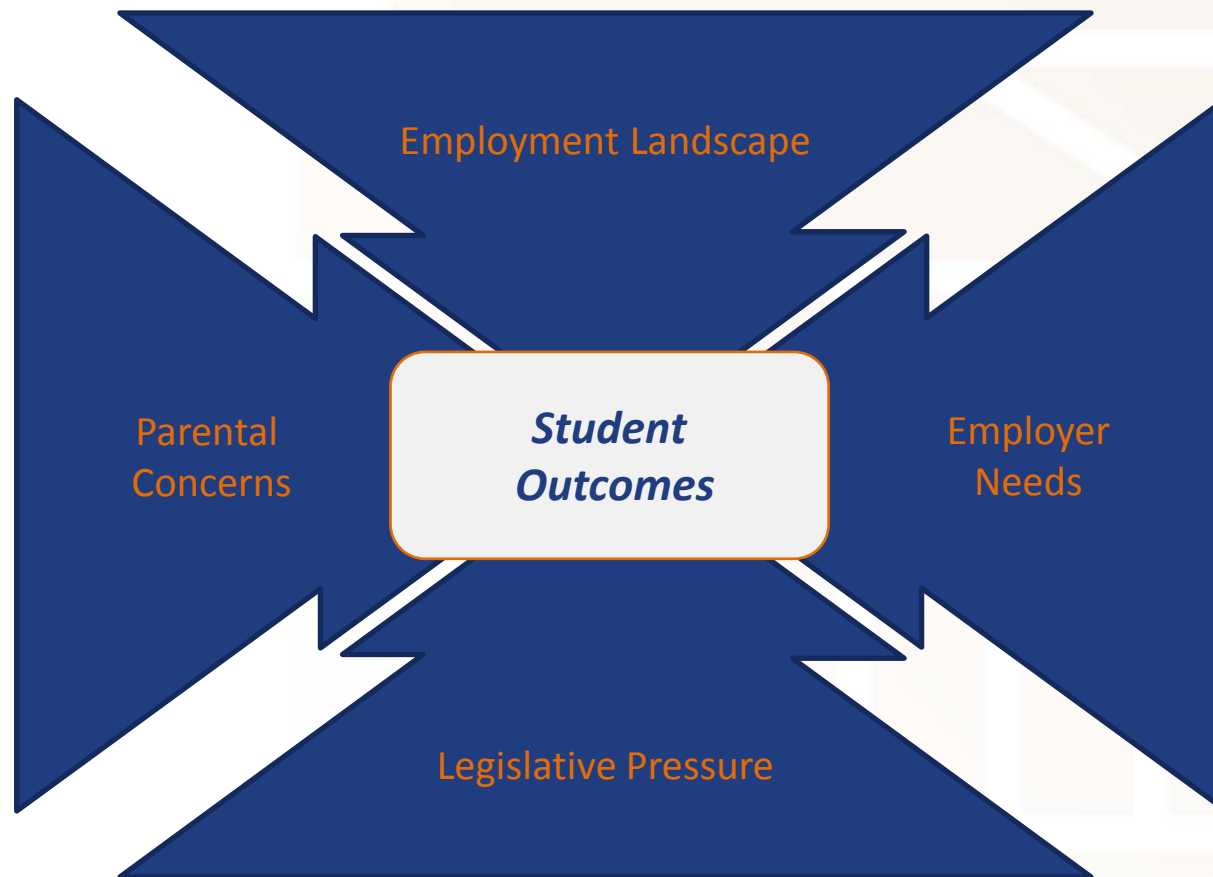 Employment Landscape
Parental
Concerns
Student
Outcomes
Employer
Needs
Legislative Pressure